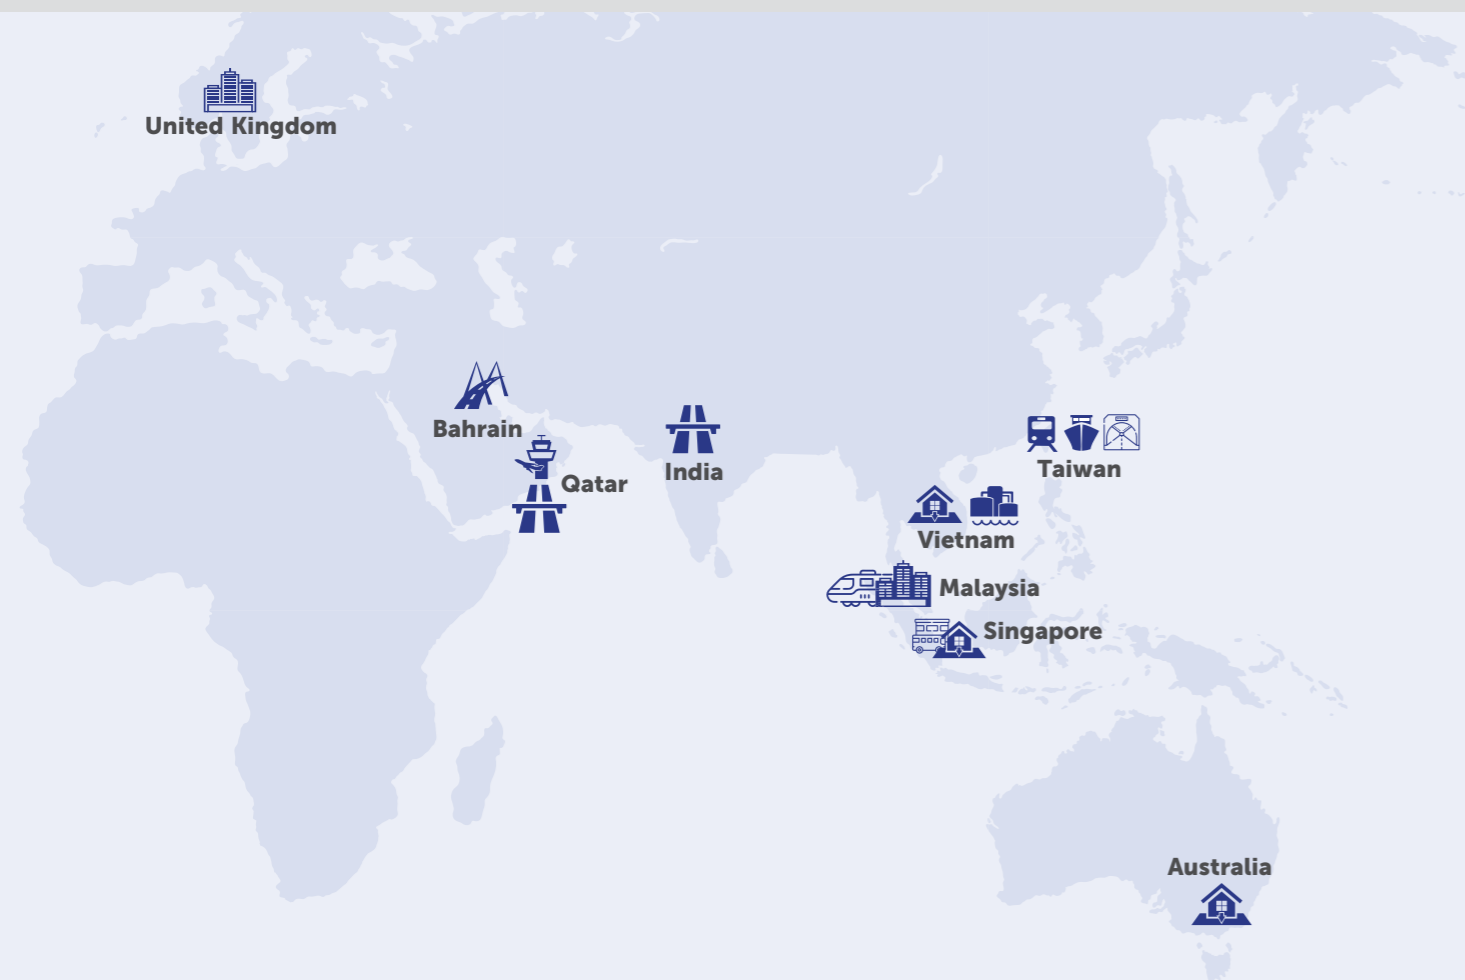 United Kingdom
Bahrain
Qatar
India
Taiwan
Vietnam
Malaysia
Singapore
Australia